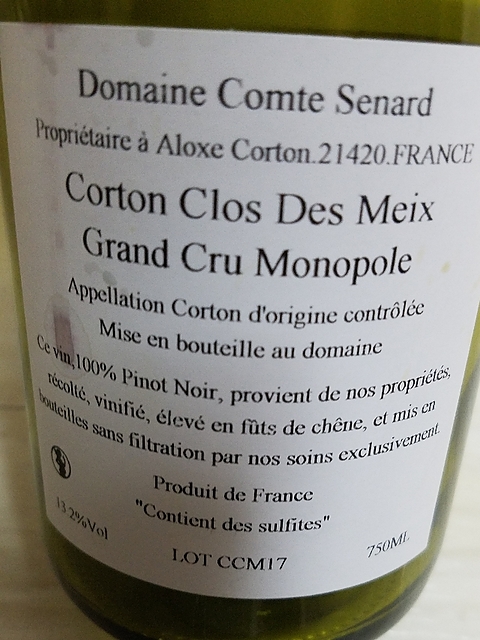 Domaine Comte Senard
Propriétaire à Aloxe Corton.21420.FRANCE
Corton Clos Des Meix
Grand Cru Monopole
Appellation Corton d'origine contrôlée
Mise en bouteille au domaine
Ce vin,100% Pinot Noir, provient de nos propriétés,
récolté, vinifié, élevé en fûts de chêne, et mis en
bouteilles sans filtration par nos soins exclusivement.
Produit de France
"Contient des sulfites"
13.2%Vol
LOT CCM17
750ML